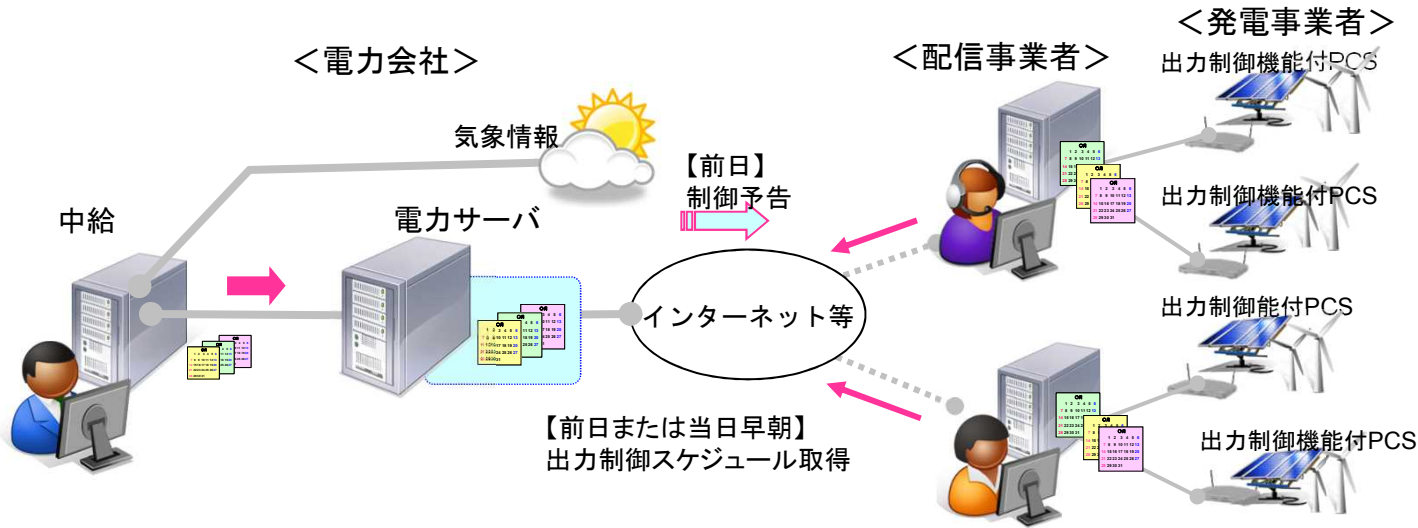 ＜発電事業者＞
＜電力会社＞
＜配信事業者＞
出力制御機能付PCS
気象情報
【前日】
制御予告
中給
電力サーバ
出力制御機能付PCS
インターネット等
出力制御能付PCS
【前日または当日早朝】
出力制御スケジュール取得
出力制御機能付PCS